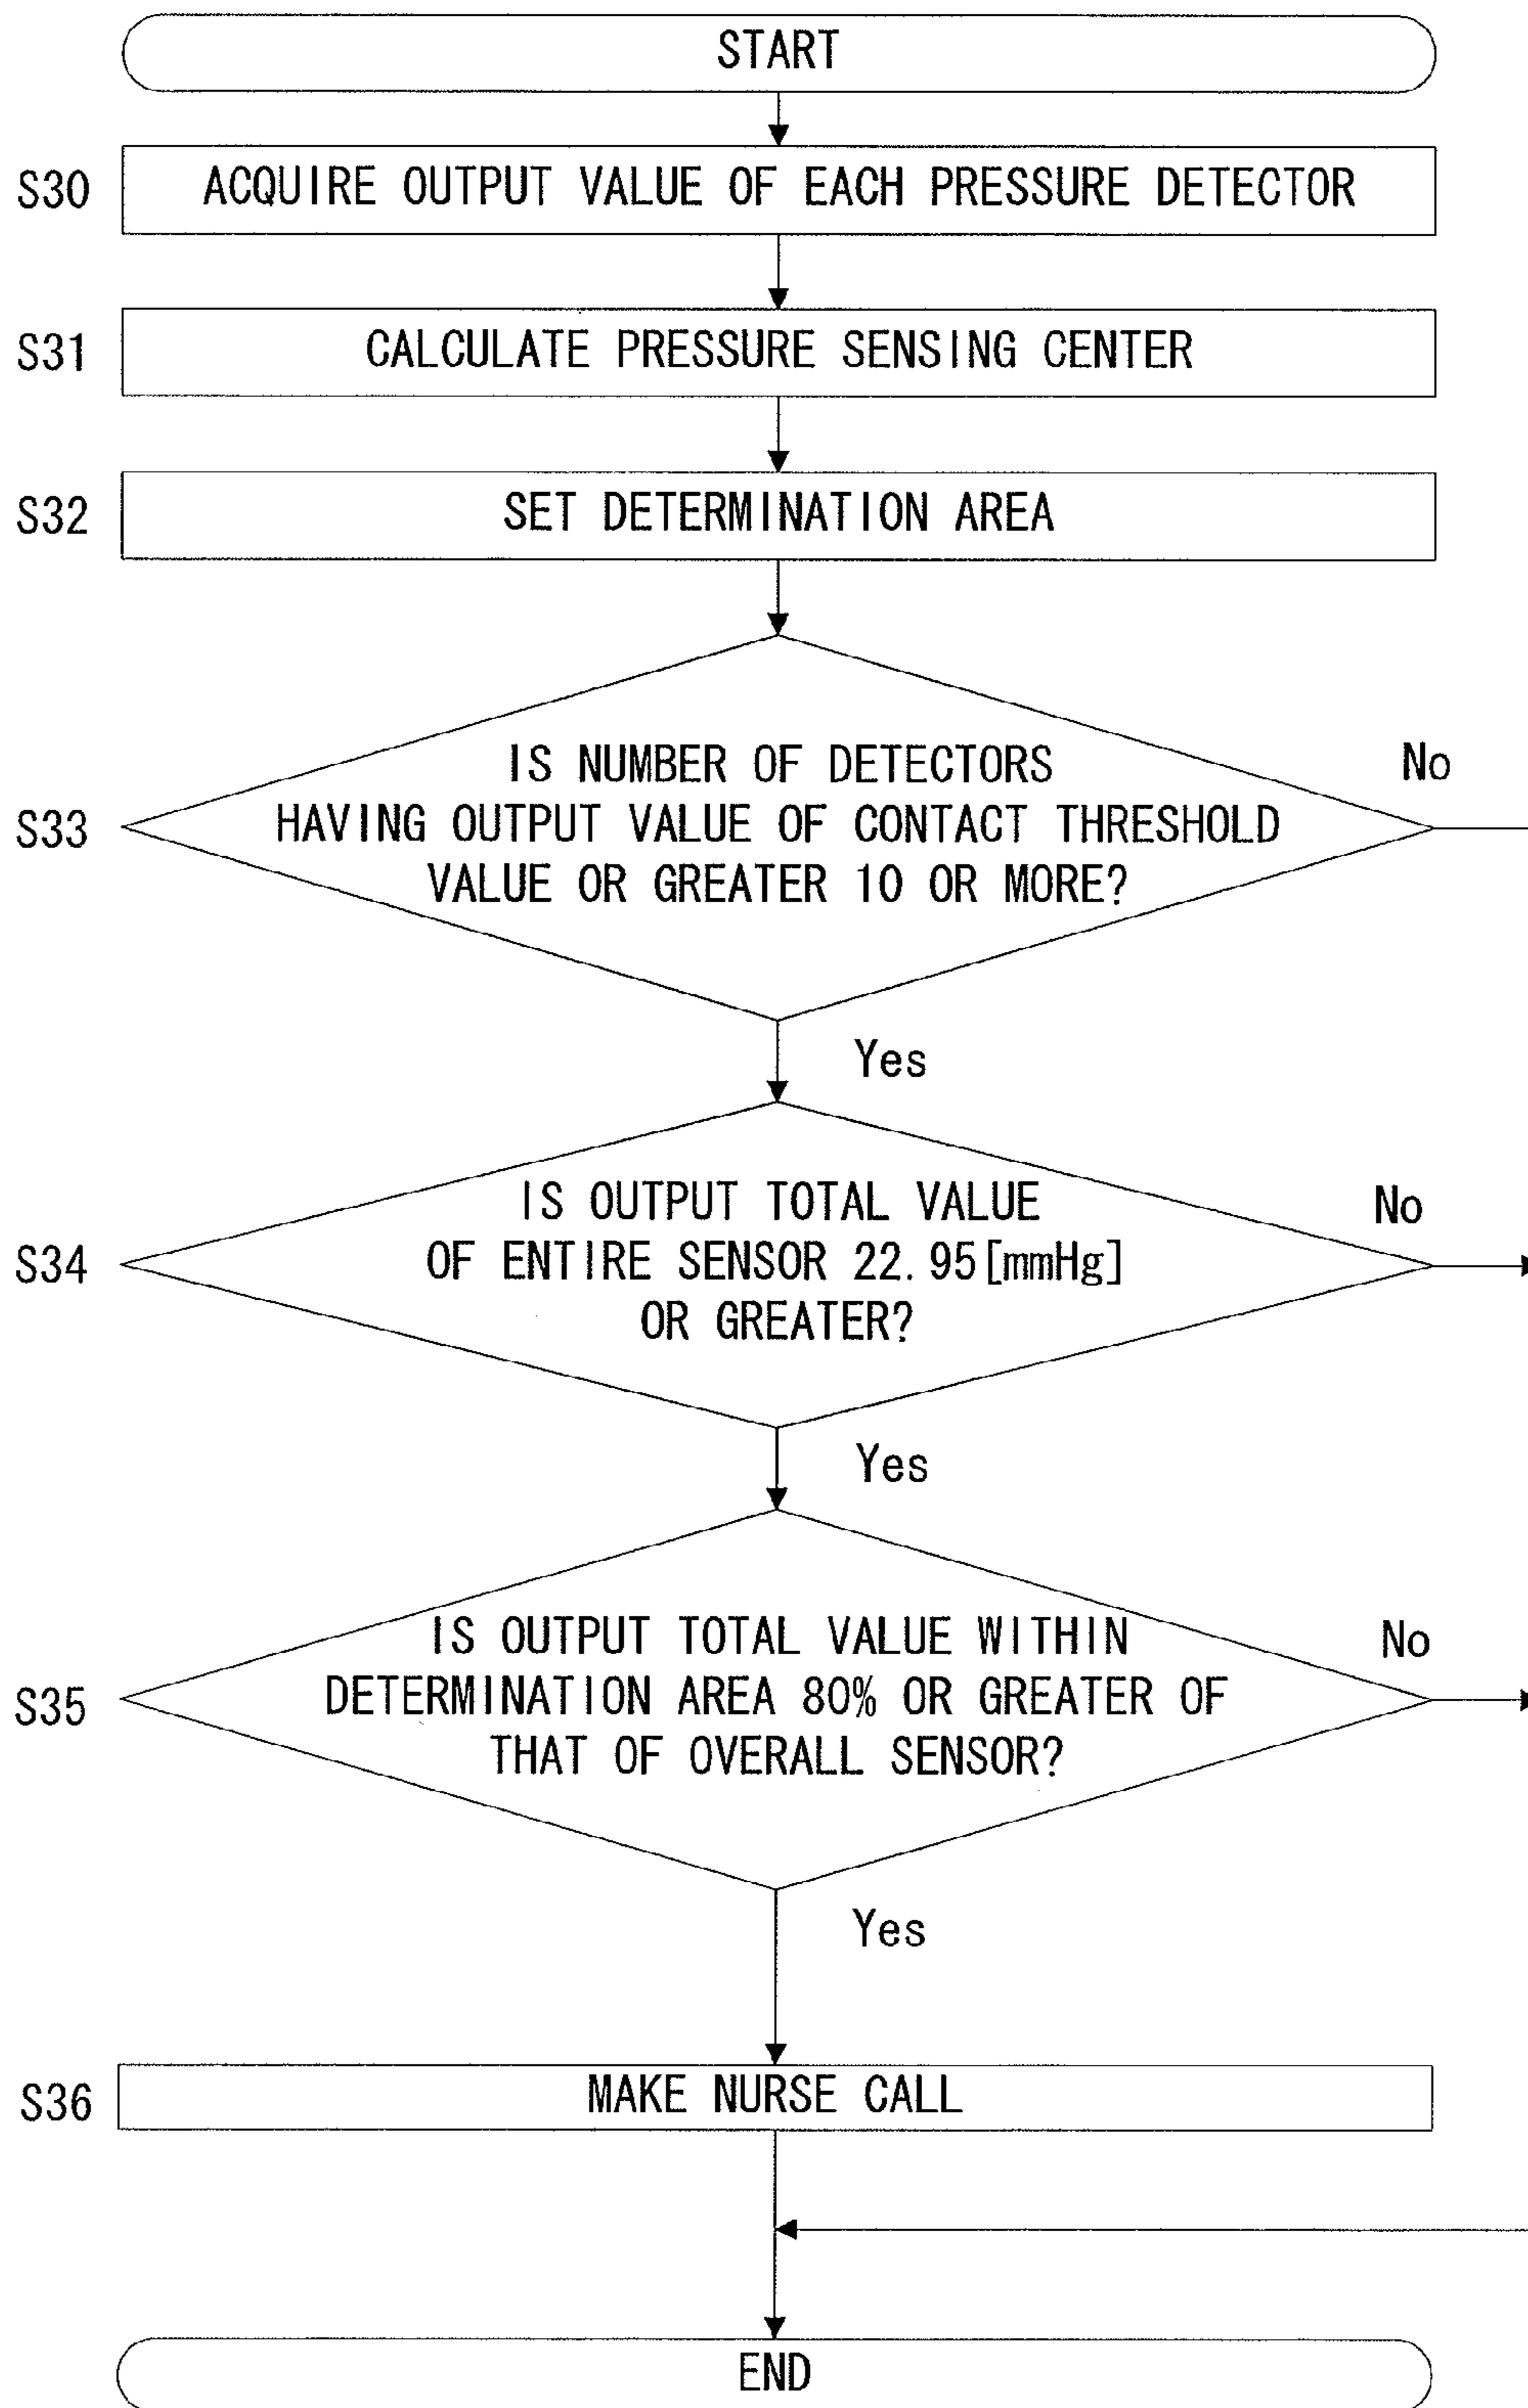 START
S30
ACQUIRE OUTPUT VALUE OF EACH PRESSURE DETECTOR
S31
CALCULATE PRESSURE SENSING CENTER
S32
SET DETERMINATION AREA
S33
IS NUMBER OF DETECTORS
HAVING OUTPUT VALUE OF CONTACT THRESHOLD
VALUE OR GREATER 10 OR MORE?
No
Yes
S34
IS OUTPUT TOTAL VALUE
OF ENTIRE SENSOR 22.95[mmHg]
OR GREATER?
No
Yes
S35
IS OUTPUT TOTAL VALUE WITHIN
DETERMINATION AREA 80% OR GREATER OF
THAT OF OVERALL SENSOR?
No
Yes
S36
MAKE NURSE CALL
END